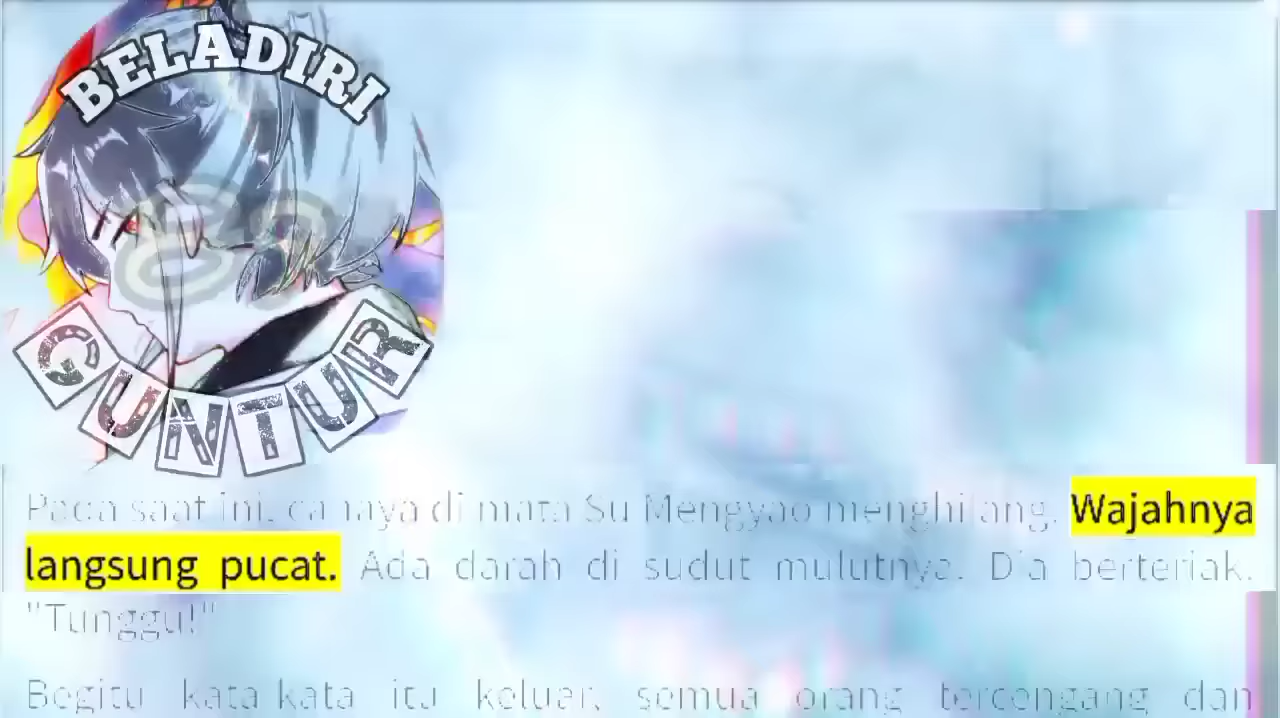 BELADIRI
GUNTUR
Pada saat ini, cahaya di mata Su Mengyao menghilang. Wajahnya
langsung pucat. Ada darah di sudut mulutnya. Dia berteriak.
"Tunggu!"
Begitu kata-kata itu keluar, semua orang tercengang dan